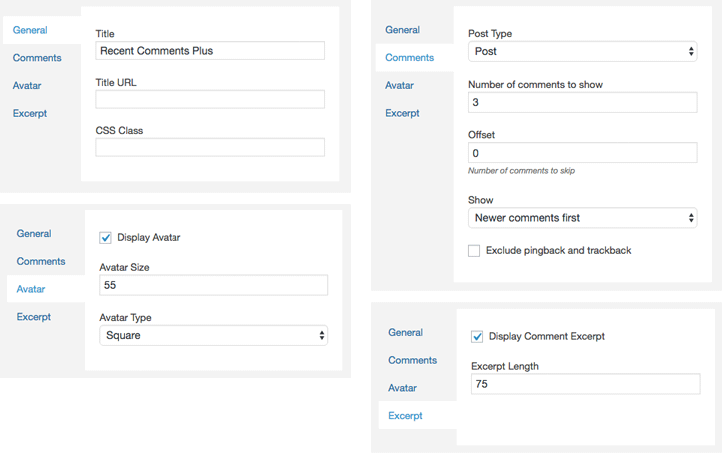 General
Comments
Avatar
Excerpt
Title
Recent Comments Plus
Title URL
CSS Class
General
Comments
Avatar
Excerpt
Post Type
Post
Number of comments to show
3
Offset
0
Number of comments to skip
Show
Newer comments first
Exclude pingback and trackback
General
Comments
Avatar
Excerpt
Display Avatar
Avatar Size
55
Avatar Type
Square
General
Comments
Avatar
Excerpt
Display Comment Excerpt
Excerpt Length
75